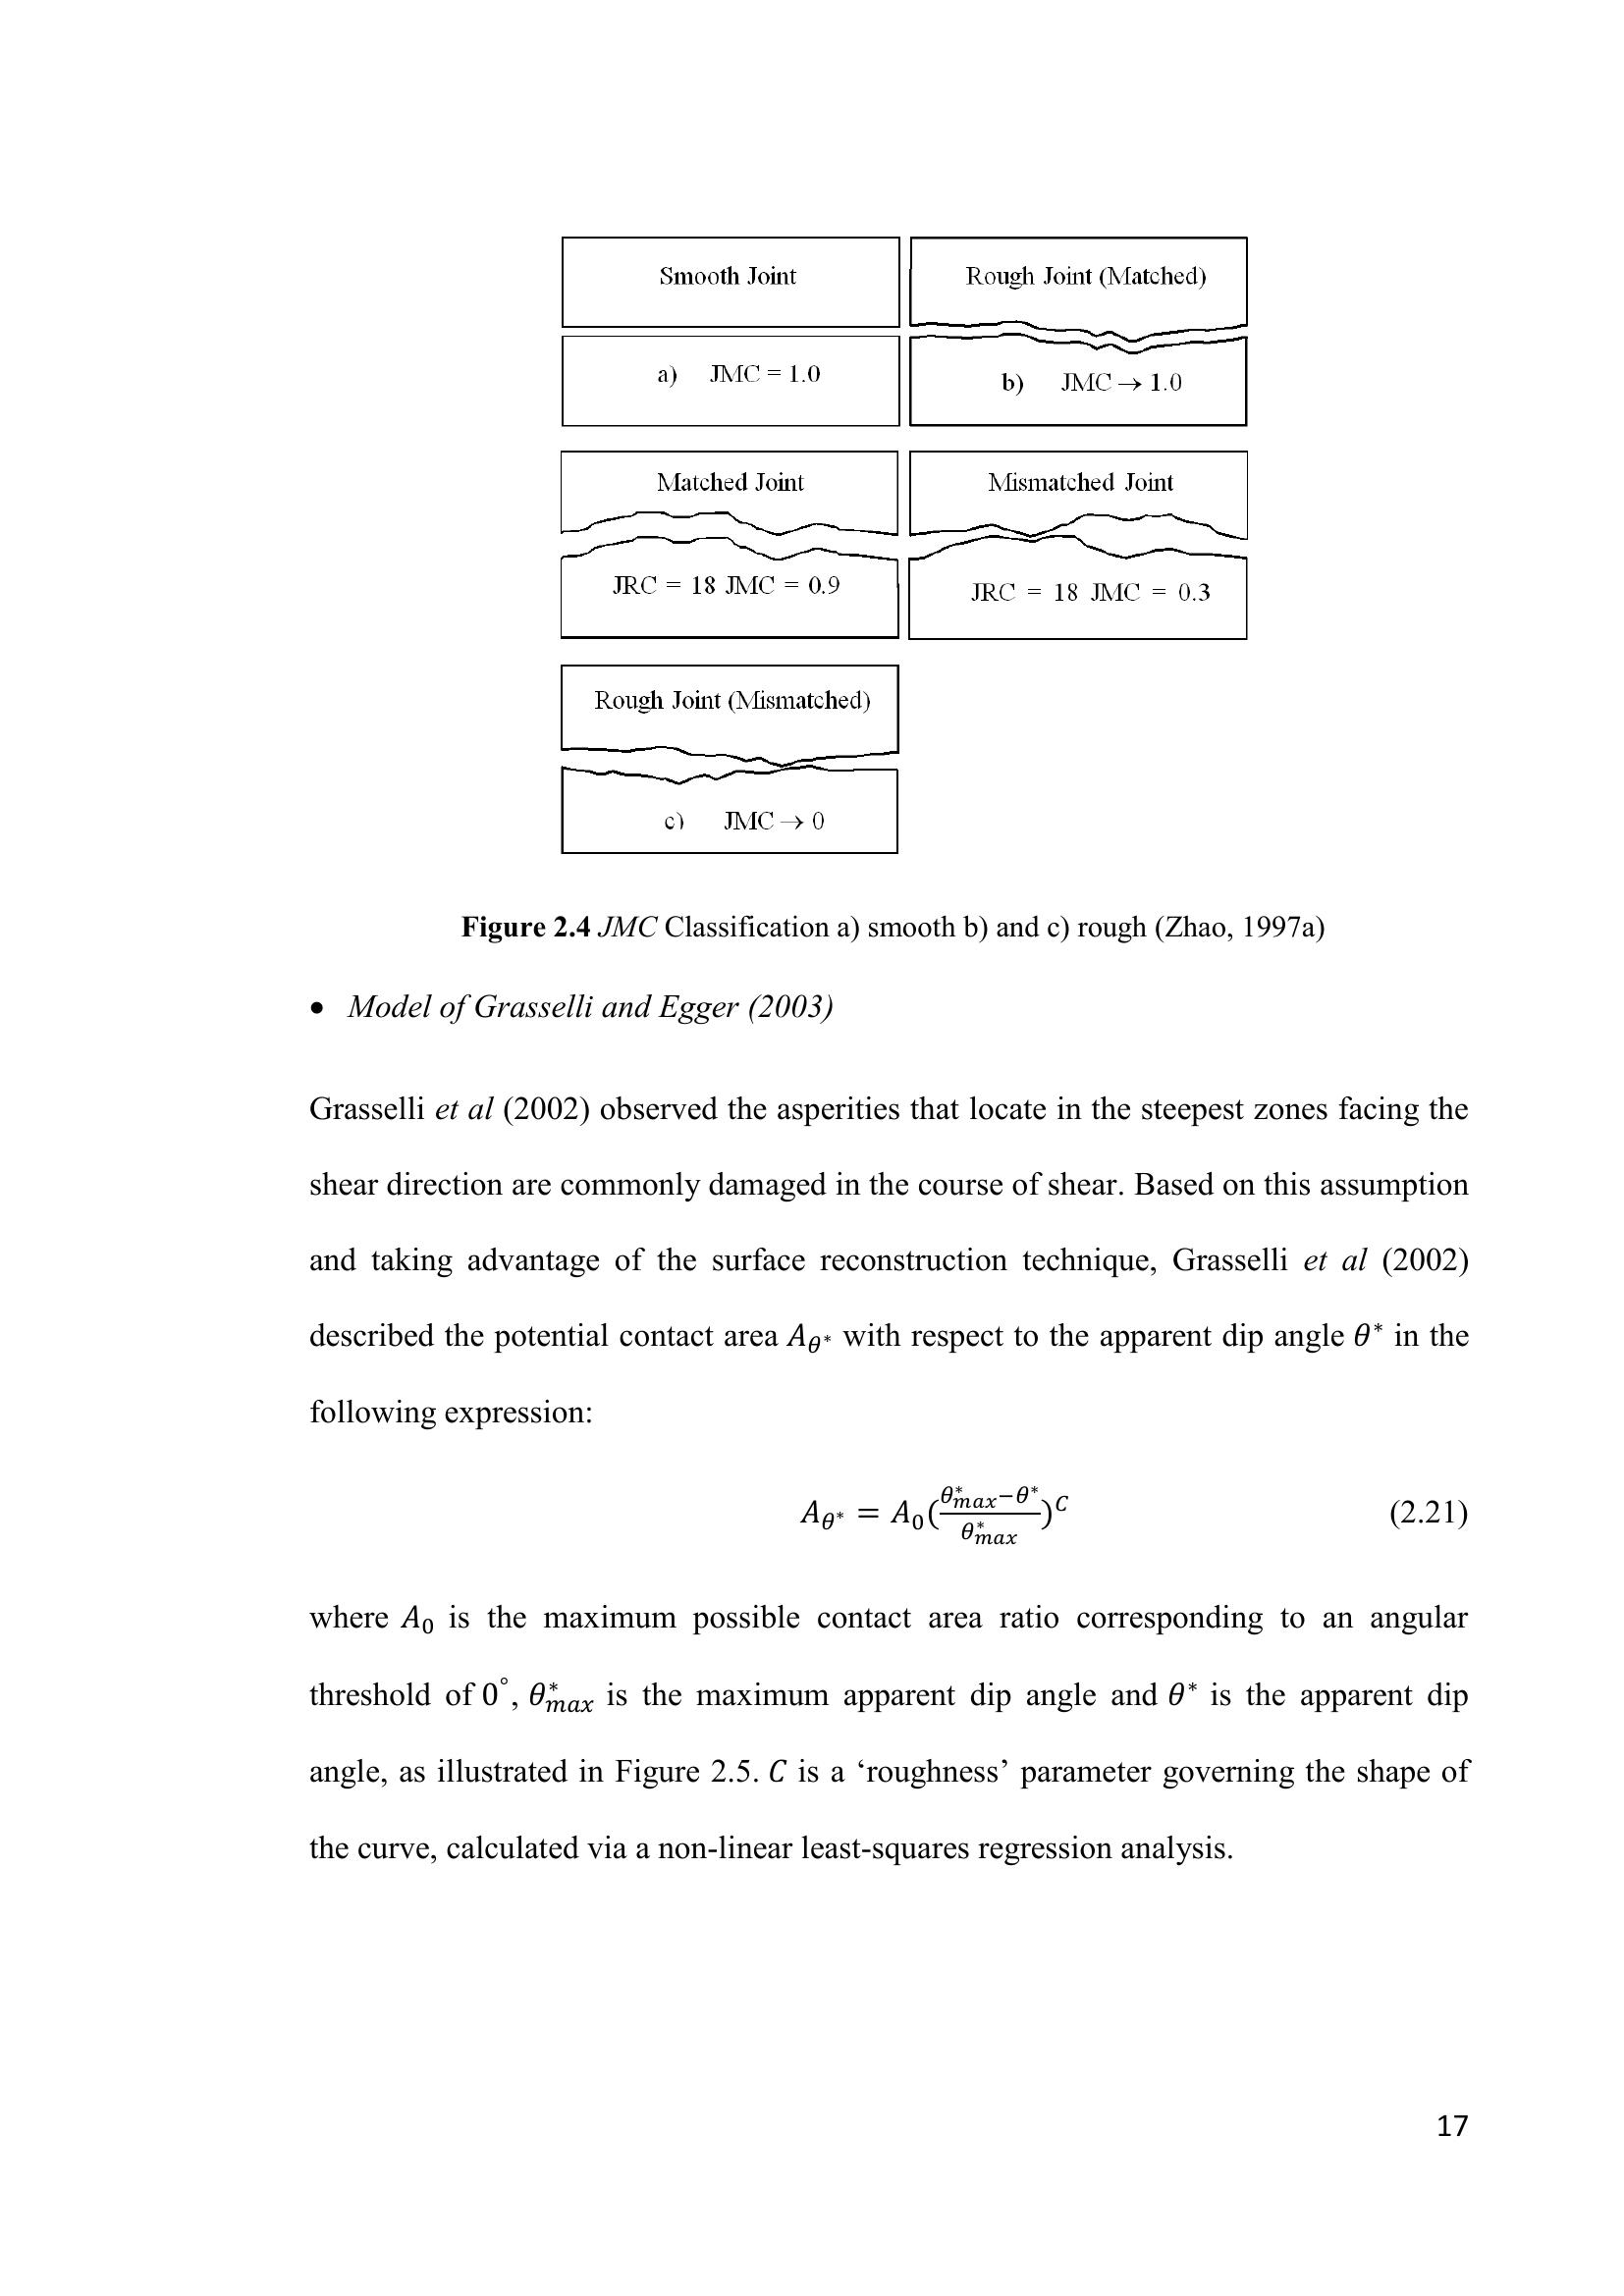 Smooth Joint
a) JMC = 1.0
Rough Joint (Matched)
b) JMC → 1.0
Matched Joint
JRC = 18 JMC = 0.9
Mismatched Joint
JRC = 18 JMC = 0.3
Rough Joint (Mismatched)
c) JMC → 0
Figure 2.4 JMC Classification a) smooth b) and c) rough (Zhao, 1997a)
• Model of Grasselli and Egger (2003)
Grasselli et al (2002) observed the asperities that locate in the steepest zones facing the
shear direction are commonly damaged in the course of shear. Based on this assumption
and taking advantage of the surface reconstruction technique, Grasselli et al (2002)
described the potential contact area $A_{\theta^*}$ with respect to the apparent dip angle $\theta^*$ in the
following expression:
$A_{\theta^*} = A_0(\frac{\theta^*_{max}-\theta^*}{\theta^*_{max}})^C$ (2.21)
where $A_0$ is the maximum possible contact area ratio corresponding to an angular
threshold of 0°, $\theta^*_{max}$ is the maximum apparent dip angle and $\theta^*$ is the apparent dip
angle, as illustrated in Figure 2.5. $C$ is a ‘roughness’ parameter governing the shape of
the curve, calculated via a non-linear least-squares regression analysis.
17